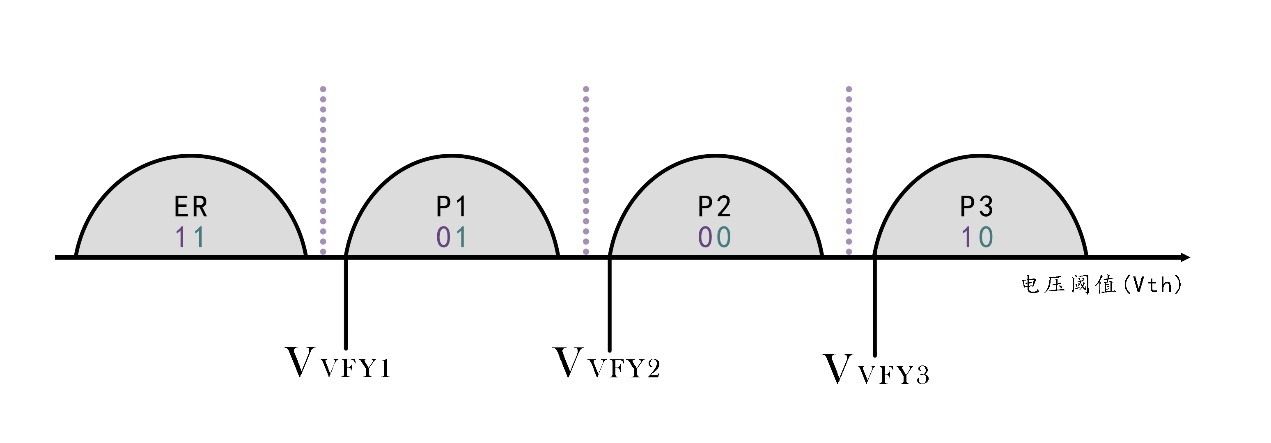 ER P1 P2 P3
11 01 00 10
电压阈值(Vth)
VVFY1 VVFY2 VVFY3